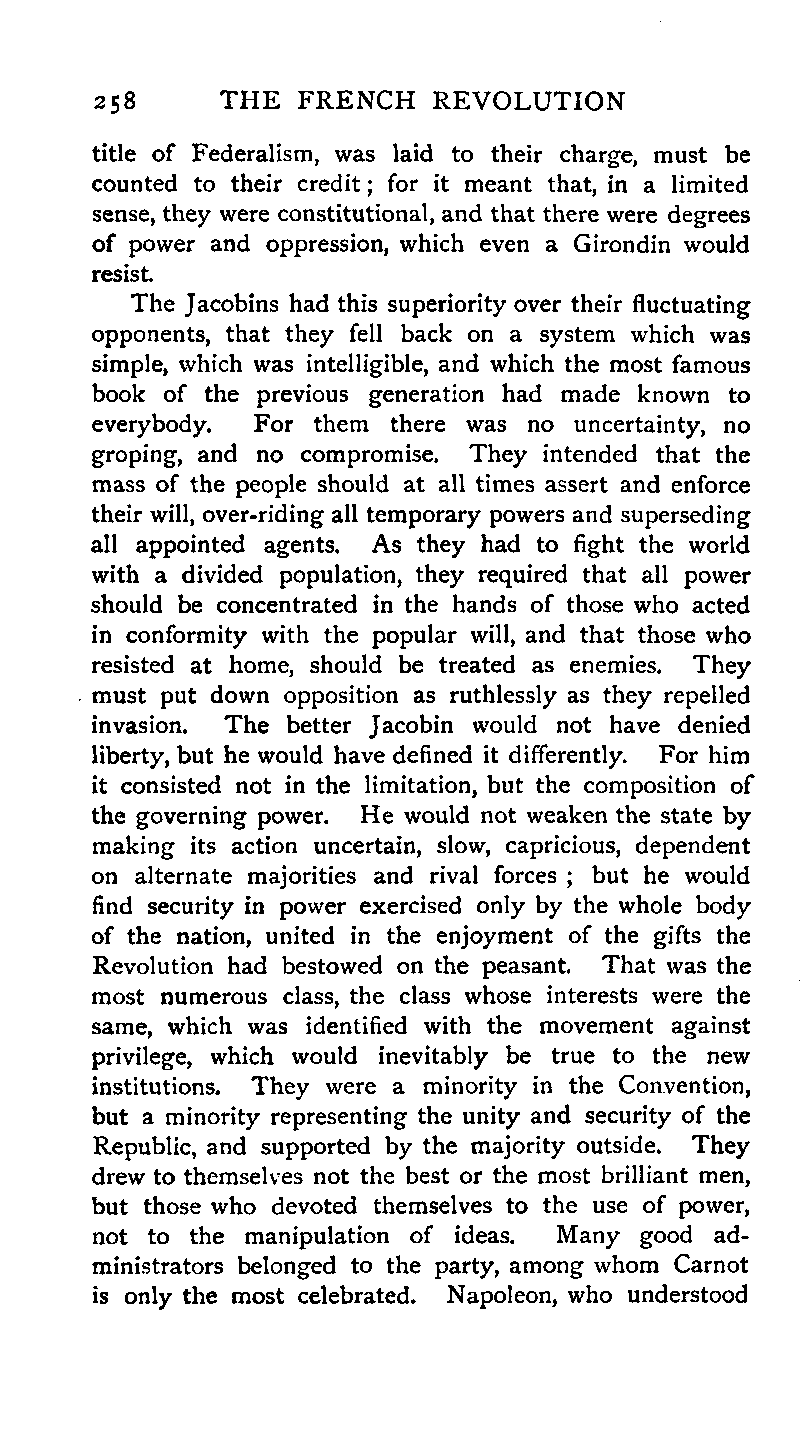 258 THE FRENCH REVOLUTION
title of Federalism, was laid to their charge, must be
counted to their credit; for it meant that, in a limited
sense, they were constitutional, and that there were degrees
of power and oppression, which even a Girondin would
resist.
The Jacobins had this superiority over their fluctuating
opponents, that they fell back on a system which was
simple, which was intelligible, and which the most famous
book of the previous generation had made known to
everybody. For them there was no uncertainty, no
groping, and no compromise. They intended that the
mass of the people should at all times assert and enforce
their will, over-riding all temporary powers and superseding
all appointed agents. As they had to fight the world
with a divided population, they required that all power
should be concentrated in the hands of those who acted
in conformity with the popular will, and that those who
resisted at home, should be treated as enemies. They
must put down opposition as ruthlessly as they repelled
invasion. The better Jacobin would not have denied
liberty, but he would have defined it differently. For him
it consisted not in the limitation, but the composition of
the governing power. He would not weaken the state by
making its action uncertain, slow, capricious, dependent
on alternate majorities and rival forces ; but he would
find security in power exercised only by the whole body
of the nation, united in the enjoyment of the gifts the
Revolution had bestowed on the peasant. That was the
most numerous class, the class whose interests were the
same, which was identified with the movement against
privilege, which would inevitably be true to the new
institutions. They were a minority in the Convention,
but a minority representing the unity and security of the
Republic, and supported by the majority outside. They
drew to themselves not the best or the most brilliant men,
but those who devoted themselves to the use of power,
not to the manipulation of ideas. Many good ad-
ministrators belonged to the party, among whom Carnot
is only the most celebrated. Napoleon, who understood